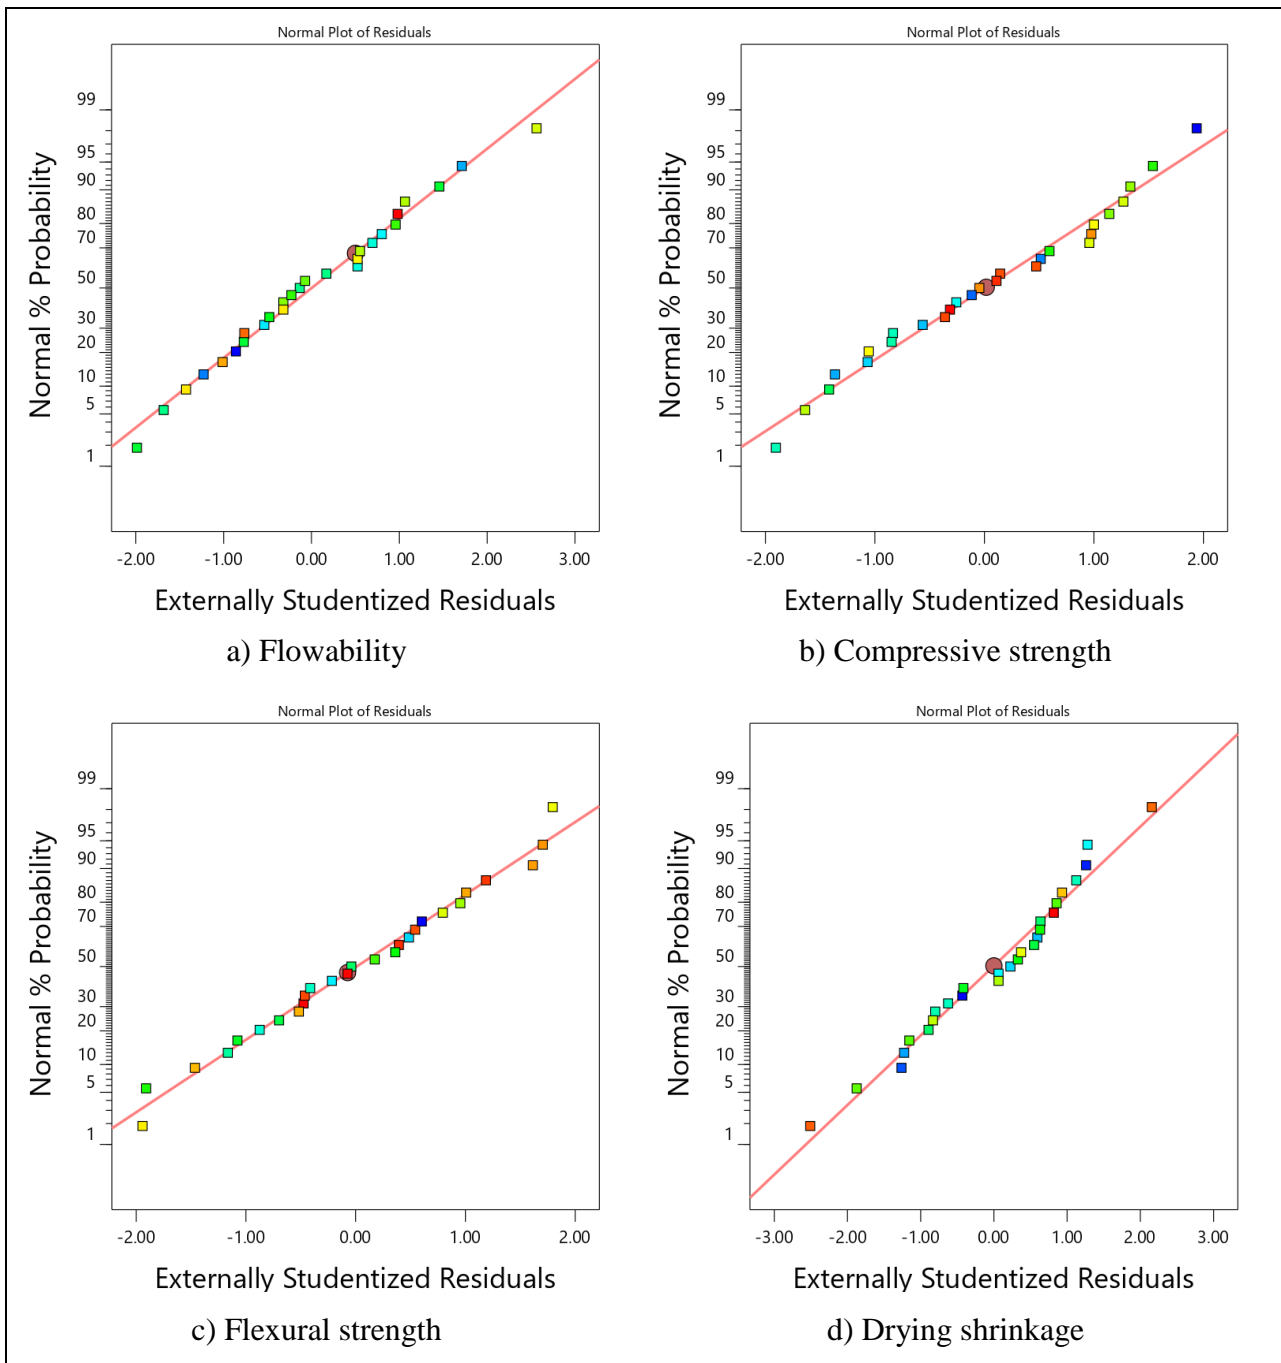 Normal Plot of Residuals
Normal % Probability
99
95
90
80
70
50
30
20
10
5
1
-2.00 -1.00 0.00 1.00 2.00 3.00
Externally Studentized Residuals
a) Flowability
Normal Plot of Residuals
Normal % Probability
99
95
90
80
70
50
30
20
10
5
1
-2.00 -1.00 0.00 1.00 2.00
Externally Studentized Residuals
b) Compressive strength
Normal Plot of Residuals
Normal % Probability
99
95
90
80
70
50
30
20
10
5
1
-2.00 -1.00 0.00 1.00 2.00
Externally Studentized Residuals
c) Flexural strength
Normal Plot of Residuals
Normal % Probability
99
95
90
80
70
50
30
20
10
5
1
-3.00 -2.00 -1.00 0.00 1.00 2.00 3.00
Externally Studentized Residuals
d) Drying shrinkage